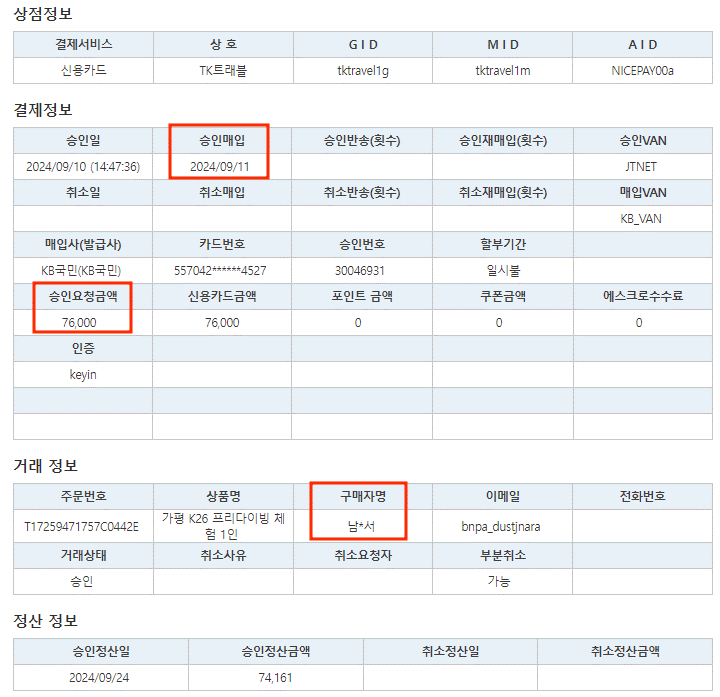 상점정보
결제서비스 상 호 G I D M I D A I D
신용카드 TK트래블 tktravel1g tktravel1m NICEPAY00a
결제정보
승인일 승인매입 승인반송(횟수) 승인재매입(횟수) 승인VAN
2024/09/10 (14:47:36) 2024/09/11 JTNET
취소일 취소매입 취소반송(횟수) 취소재매입(횟수) 매입VAN
KB_VAN
매입사(발급사) 카드번호 승인번호 할부기간
KB국민(KB국민) 557042******4527 30046931 일시불
승인요청금액 신용카드금액 포인트 금액 쿠폰금액 에스크로수수료
76,000 76,000 0 0 0
인증
keyin
거래 정보
주문번호 상품명 구매자명 이메일 전화번호
T17259471757C0442E 가평 K26 프리다이빙 체 남*서 bnpa_dustjnara
험 1인
거래상태 취소사유 취소요청자 부분취소
승인 가능
정산 정보
승인정산일 승인정산금액 취소정산일 취소정산금액
2024/09/24 74,161